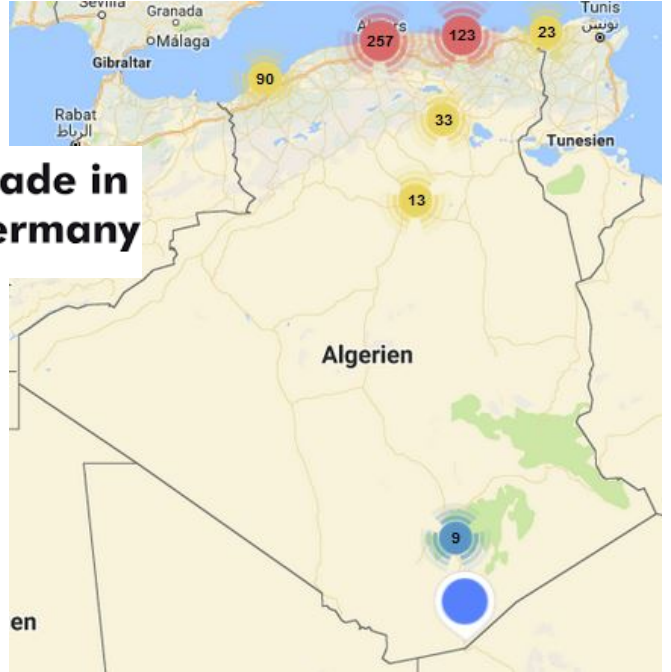 Sevilla
Granada
Málaga
Gibraltar
Rabat
الرباط
Tunis
تونس
257
123
23
90
33
Tunesien
ade in
ermany
13
Algerien
9
en